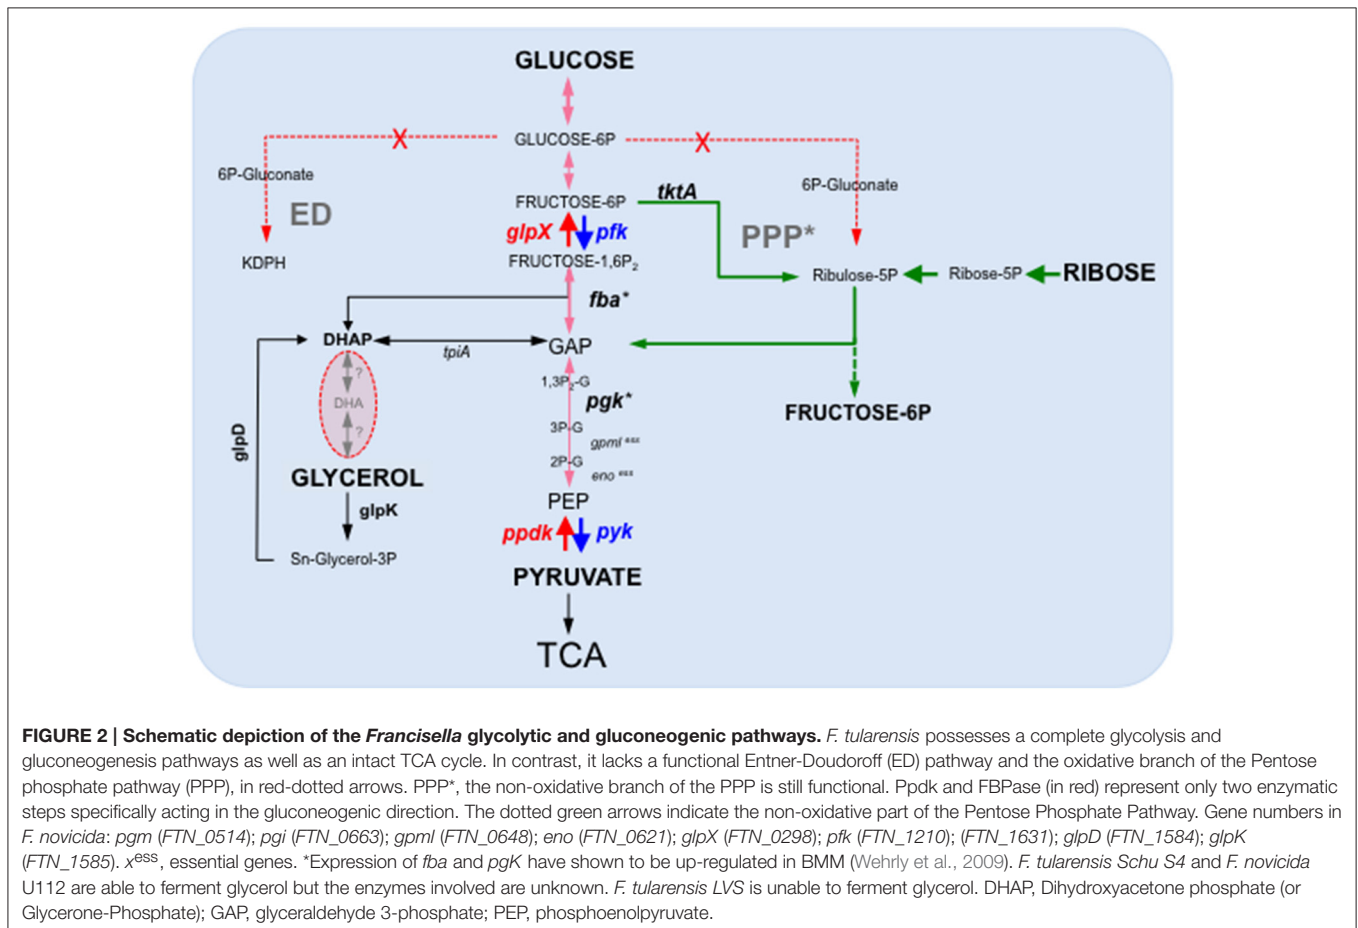 GLUCOSE
GLUCOSE-6P
X
X
6P-Gluconate
6P-Gluconate
ED
KDPH
FRUCTOSE-6P
tktA
PPP*
glpX
pfk
FRUCTOSE-1,6P2
Ribulose-5P
Ribose-5P
RIBOSE
fba*
DHAP
tpiA
GAP
?
DHA
?
1,3P2-G
pgk*
3P-G
gpmI ess
2P-G
eno ess
FRUCTOSE-6P
glpD
GLYCEROL
glpK
Sn-Glycerol-3P
PEP
ppdk
pyk
PYRUVATE
TCA
FIGURE 2 | Schematic depiction of the Francisella glycolytic and gluconeogenic pathways. F. tularensis possesses a complete glycolysis and
gluconeogenesis pathways as well as an intact TCA cycle. In contrast, it lacks a functional Entner-Doudoroff (ED) pathway and the oxidative branch of the Pentose
phosphate pathway (PPP), in red-dotted arrows. PPP*, the non-oxidative branch of the PPP is still functional. Ppdk and FBPase (in red) represent only two enzymatic
steps specifically acting in the gluconeogenic direction. The dotted green arrows indicate the non-oxidative part of the Pentose Phosphate Pathway. Gene numbers in
F. novicida: pgm (FTN_0514); pgi (FTN_0663); gpmI (FTN_0648); eno (FTN_0621); glpX (FTN_0298); pfk (FTN_1210); (FTN_1631); glpD (FTN_1584); glpK
(FTN_1585). xess, essential genes. *Expression of fba and pgK have shown to be up-regulated in BMM (Wehrly et al., 2009). F. tularensis Schu S4 and F. novicida
U112 are able to ferment glycerol but the enzymes involved are unknown. F. tularensis LVS is unable to ferment glycerol. DHAP, Dihydroxyacetone phosphate (or
Glycerone-Phosphate); GAP, glyceraldehyde 3-phosphate; PEP, phosphoenolpyruvate.